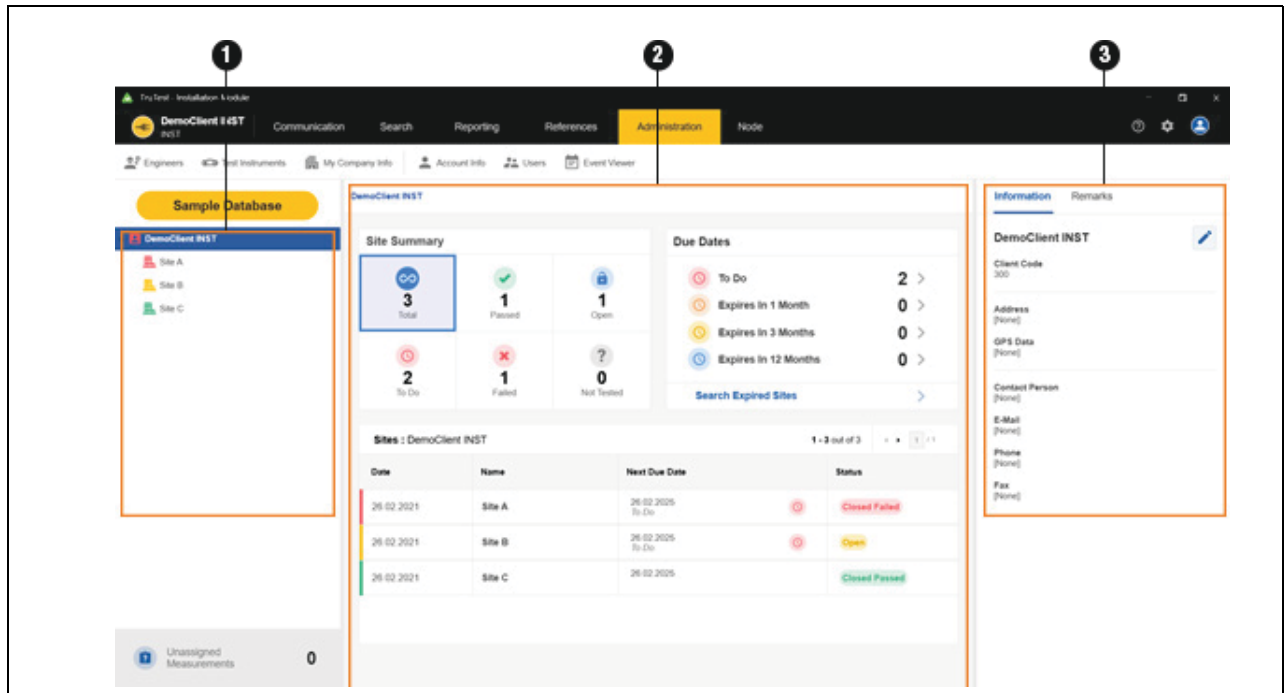 1
2
3
TruTest - Installation Module
DemoClient INST
INST
Communication
Search
Reporting
References
Administration
Node
Engineers
Test Instruments
My Company Info
Account Info
Users
Event Viewer
Sample Database
DemoClient INST
Site A
Site B
Site C
Unassigned
Measurements
0
DemoClient INST
Site Summary
3
Total
1
Passed
1
Open
2
To Do
1
Failed
?
0
Not Tested
Due Dates
To Do 2
Expires In 1 Month 0
Expires In 3 Months 0
Expires In 12 Months 0
Search Expired Sites
Sites : DemoClient INST 1 - 3 out of 3 1 / 1
Date Name Next Due Date Status
26.02.2021 Site A 26.02.2025 Closed Failed
To Do
26.02.2021 Site B 26.02.2025 Open
To Do
26.02.2021 Site C 26.02.2025 Closed Passed
Information
Remarks
DemoClient INST
Client Code
300
Address
[None]
GPS Data
[None]
Contact Person
[None]
E-Mail
[None]
Phone
[None]
Fax
[None]